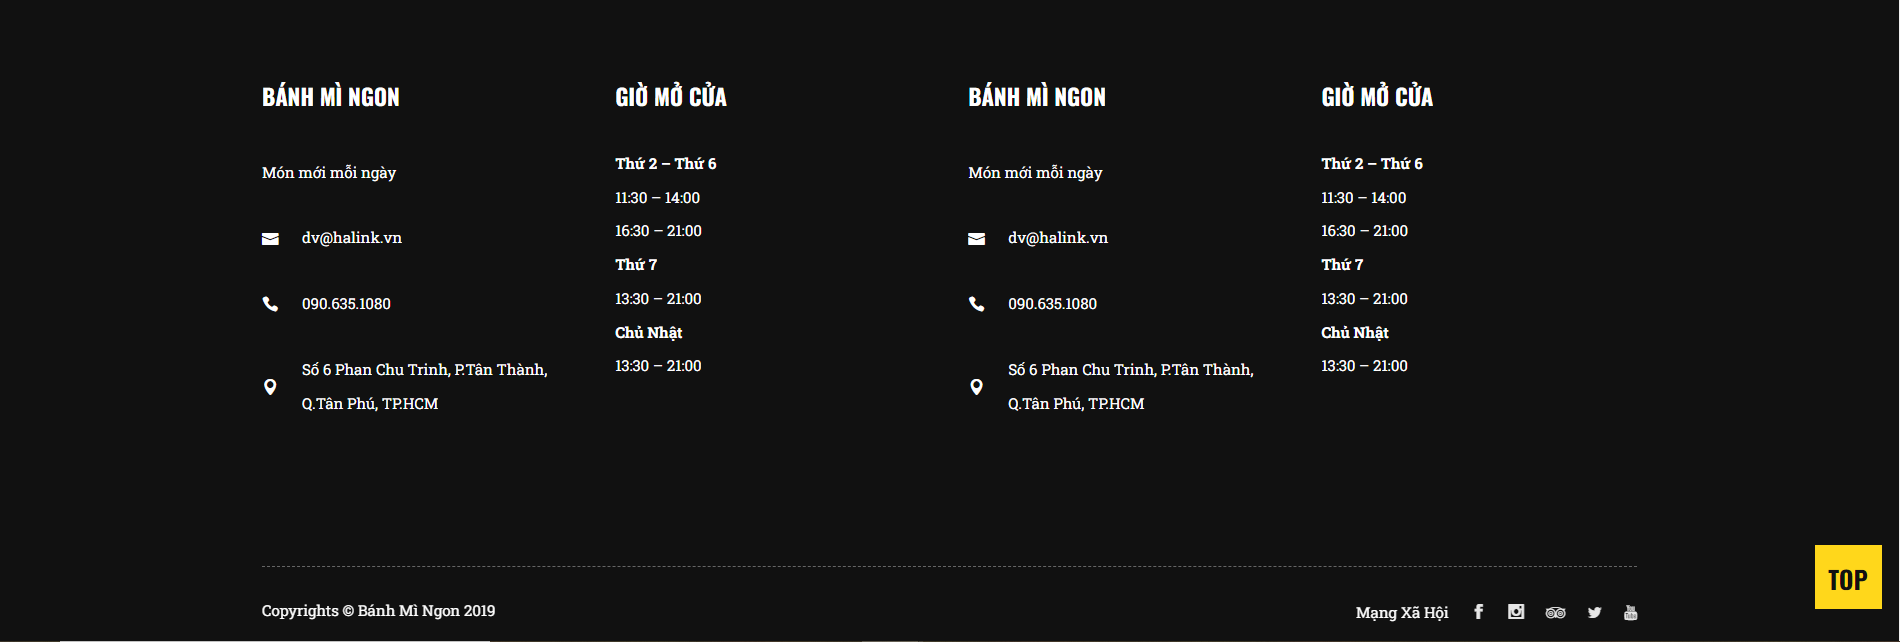 BÁNH MÌ NGON
Món mới mỗi ngày
dv@halink.vn
090.635.1080
Số 6 Phan Chu Trinh, P.Tân Thành,
Q.Tân Phú, TP.HCM
GIỜ MỞ CỬA
Thứ 2 – Thứ 6
11:30 – 14:00
16:30 – 21:00
Thứ 7
13:30 – 21:00
Chủ Nhật
13:30 – 21:00
BÁNH MÌ NGON
Món mới mỗi ngày
dv@halink.vn
090.635.1080
Số 6 Phan Chu Trinh, P.Tân Thành,
Q.Tân Phú, TP.HCM
GIỜ MỞ CỬA
Thứ 2 – Thứ 6
11:30 – 14:00
16:30 – 21:00
Thứ 7
13:30 – 21:00
Chủ Nhật
13:30 – 21:00
TOP
Copyrights © Bánh Mì Ngon 2019
Mạng Xã Hội